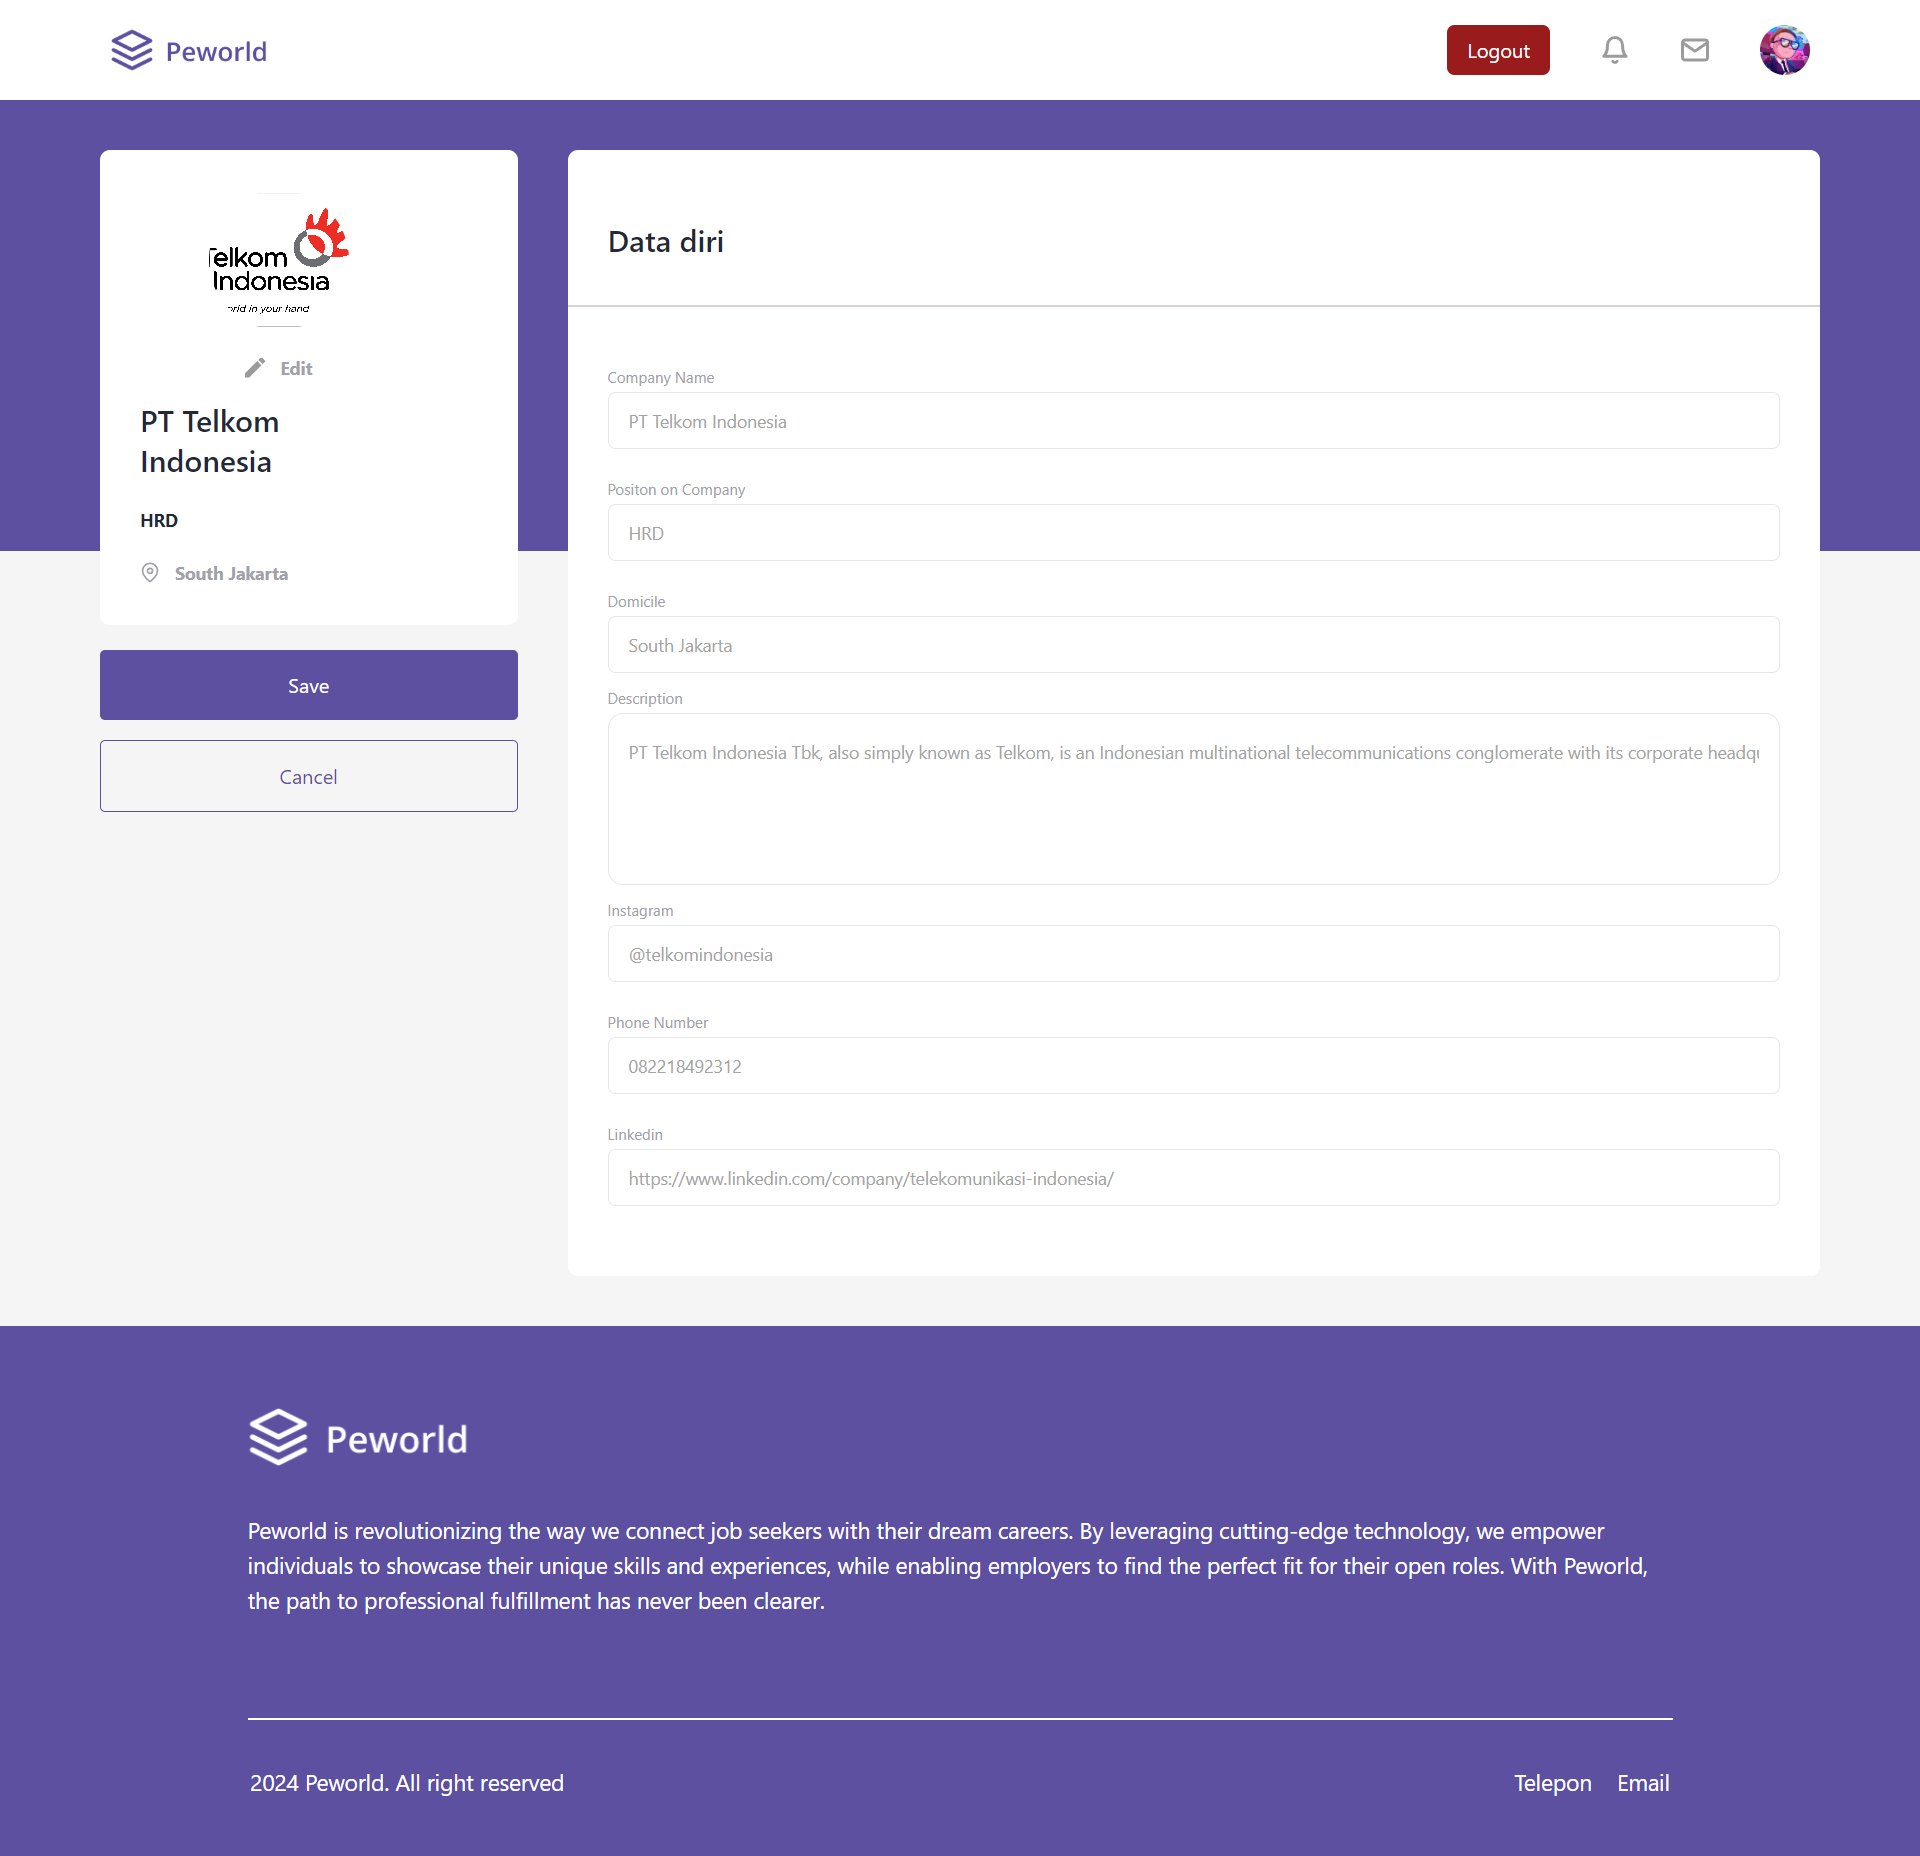 Peworld
Logout
Telkom
Indonesia
in your hand
Edit
PT Telkom
Indonesia
HRD
South Jakarta
Save
Cancel
Data diri
Company Name
PT Telkom Indonesia
Positon on Company
HRD
Domicile
South Jakarta
Description
PT Telkom Indonesia Tbk, also simply known as Telkom, is an Indonesian multinational telecommunications conglomerate with its corporate
Instagram
@telkomindonesia
Phone Number
082218492312
Linkedin
https://www.linkedin.com/company/telekomunikasi-indonesia/
Peworld
Peworld is revolutionizing the way we connect job seekers with their dream careers. By leveraging cutting-edge technology, we empower
individuals to showcase their unique skills and experiences, while enabling employers to find the perfect fit for their open roles. With Peworld,
the path to professional fulfillment has never been clearer.
2024 Peworld. All right reserved
Telepon Email